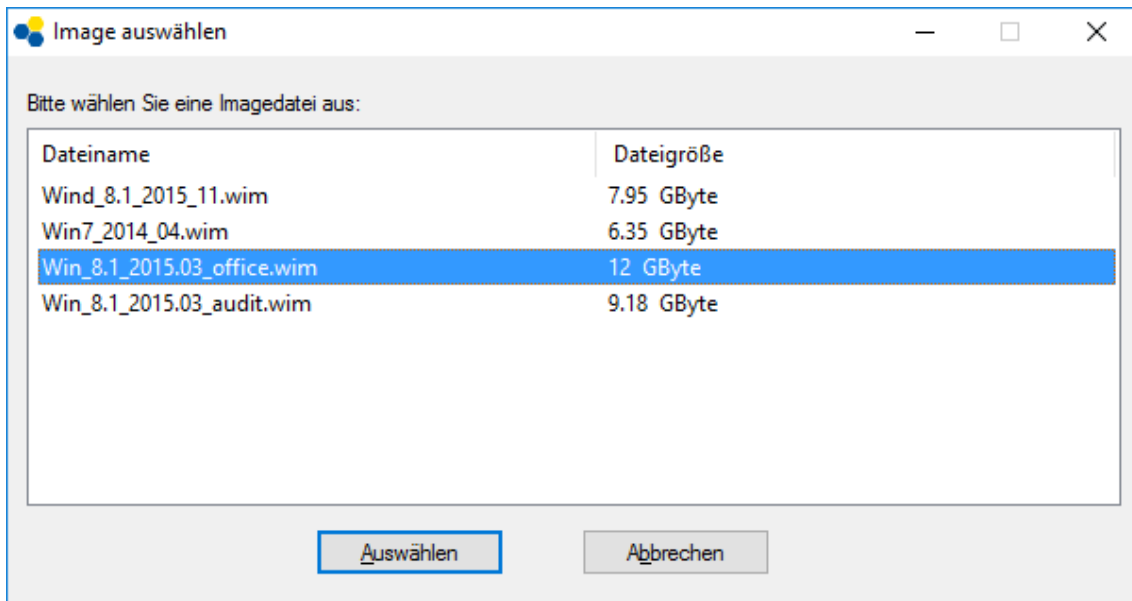 Image auswählen
Bitte wählen Sie eine Imagedatei aus:
Dateiname Dateigröße
Wind_8.1_2015_11.wim 7.95 GByte
Win7_2014_04.wim 6.35 GByte
Win_8.1_2015.03_office.wim 12 GByte
Win_8.1_2015.03_audit.wim 9.18 GByte
Auswählen Abbrechen